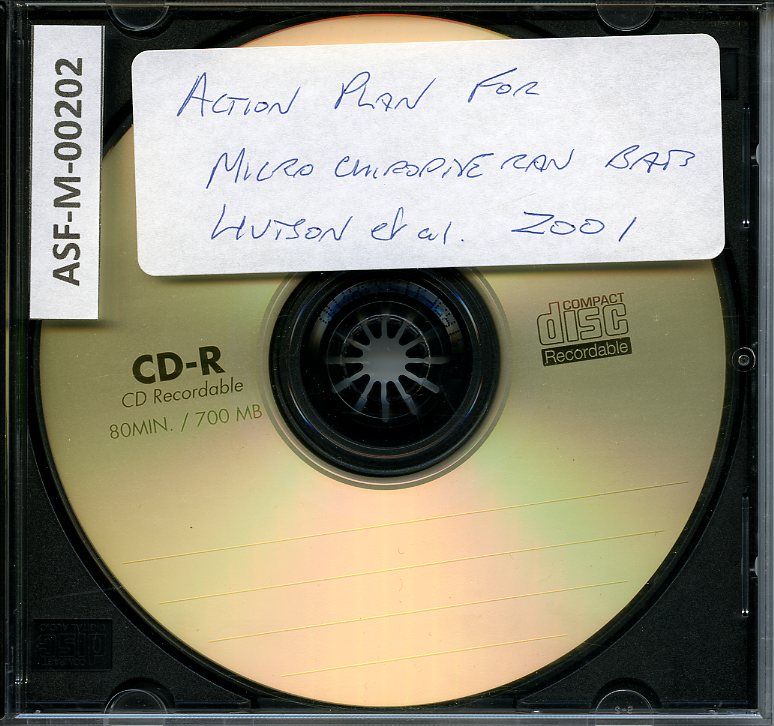 ASF-M-00202
ACTION PLAN FOR
MICROCHIROPTERAN BATS
HUTSON et al. 2001
CD-R
CD Recordable
80MIN. / 700 MB
COMPACT
disc
Recordable